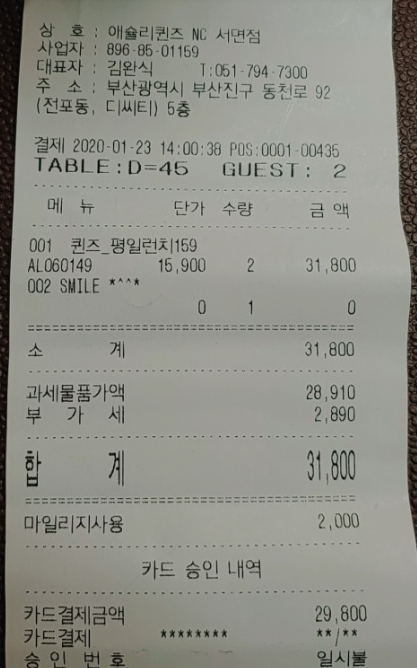 상 호 : 애슐리퀸즈 NC 서면점
사업자 : 896-85-01159
대표자 : 김완식 T:051-794-7300
주 소 : 부산광역시 부산진구 동천로 92
(전포동, 디씨티) 5층
결제 2020-01-23 14:00:38 POS:0001-00435
TABLE:D=45 GUEST: 2
메 뉴 단가 수량 금 액
001 퀸즈_평일런치159
AL060149 15,900 2 31,800
002 SMILE *^^*
0 1 0
소 계 31,800
과세물품가액 28,910
부 가 세 2,890
합 계 31,800
마일리지사용 2,000
카드 승인 내역
카드결제금액 29,800
카드결제 ******** **/**
승 인 번 호 일시불